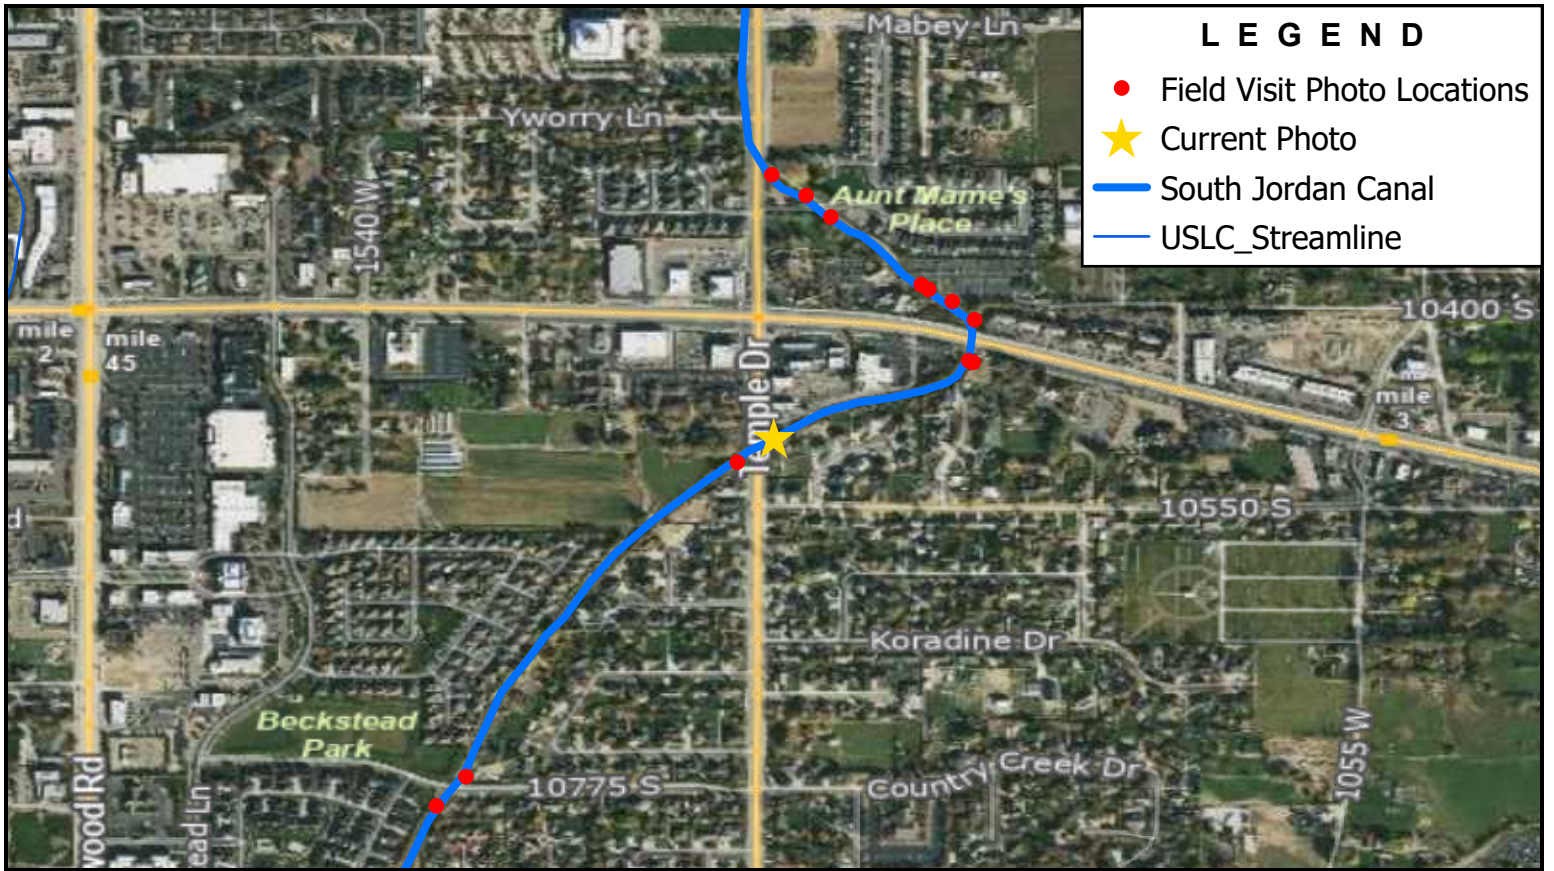 L E G E N D
Field Visit Photo Locations
Current Photo
South Jordan Canal
USLC_Streamline
Mabey Ln
Yworry Ln
1540 W
Aunt Mame's
Place
10400 S
mile
2
mile
45
Temple Dr
mile
3
10550 S
d
Koradine Dr
Beckstead
Park
10775 S
Country Creek Dr
1055 W
wood Rd
ead Ln